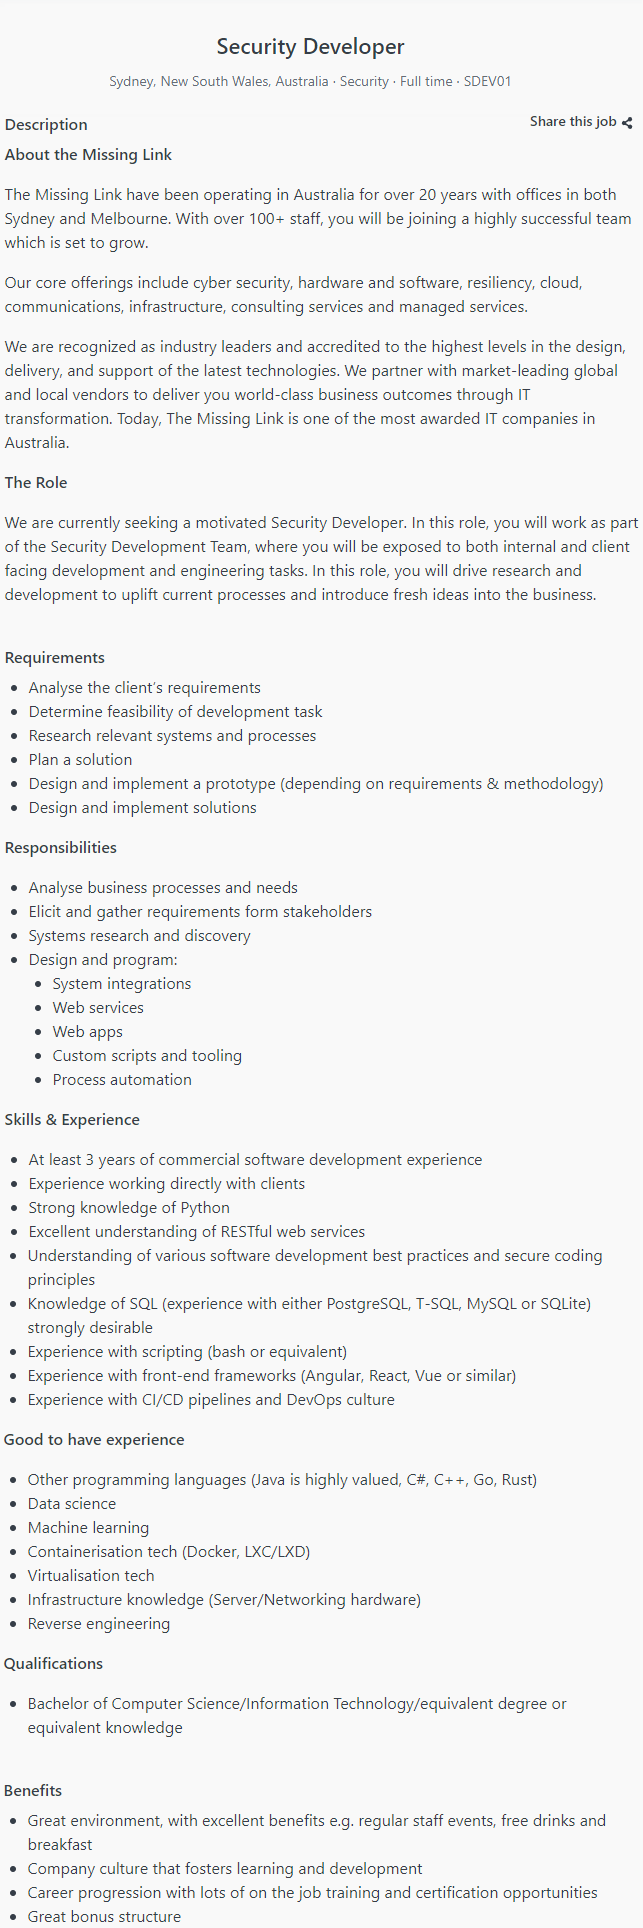 Security Developer
Sydney, New South Wales, Australia · Security · Full time · SDEV01
Description
Share this job
About the Missing Link
The Missing Link have been operating in Australia for over 20 years with offices in both
Sydney and Melbourne. With over 100+ staff, you will be joining a highly successful team
which is set to grow.
Our core offerings include cyber security, hardware and software, resiliency, cloud,
communications, infrastructure, consulting services and managed services.
We are recognized as industry leaders and accredited to the highest levels in the design,
delivery, and support of the latest technologies. We partner with market-leading global
and local vendors to deliver you world-class business outcomes through IT
transformation. Today, The Missing Link is one of the most awarded IT companies in
Australia.
The Role
We are currently seeking a motivated Security Developer. In this role, you will work as part
of the Security Development Team, where you will be exposed to both internal and client
facing development and engineering tasks. In this role, you will drive research and
development to uplift current processes and introduce fresh ideas into the business.
Requirements
• Analyse the client's requirements
• Determine feasibility of development task
• Research relevant systems and processes
• Plan a solution
• Design and implement a prototype (depending on requirements & methodology)
• Design and implement solutions
Responsibilities
• Analyse business processes and needs
• Elicit and gather requirements form stakeholders
• Systems research and discovery
• Design and program:
• System integrations
• Web services
• Web apps
• Custom scripts and tooling
• Process automation
Skills & Experience
• At least 3 years of commercial software development experience
• Experience working directly with clients
• Strong knowledge of Python
• Excellent understanding of RESTful web services
• Understanding of various software development best practices and secure coding
principles
• Knowledge of SQL (experience with either PostgreSQL, T-SQL, MySQL or SQLite)
strongly desirable
• Experience with scripting (bash or equivalent)
• Experience with front-end frameworks (Angular, React, Vue or similar)
• Experience with CI/CD pipelines and DevOps culture
Good to have experience
• Other programming languages (Java is highly valued, C#, C++, Go, Rust)
• Data science
• Machine learning
• Containerisation tech (Docker, LXC/LXD)
• Virtualisation tech
• Infrastructure knowledge (Server/Networking hardware)
• Reverse engineering
Qualifications
• Bachelor of Computer Science/Information Technology/equivalent degree or
equivalent knowledge
Benefits
• Great environment, with excellent benefits e.g. regular staff events, free drinks and
breakfast
• Company culture that fosters learning and development
• Career progression with lots of on the job training and certification opportunities
• Great bonus structure